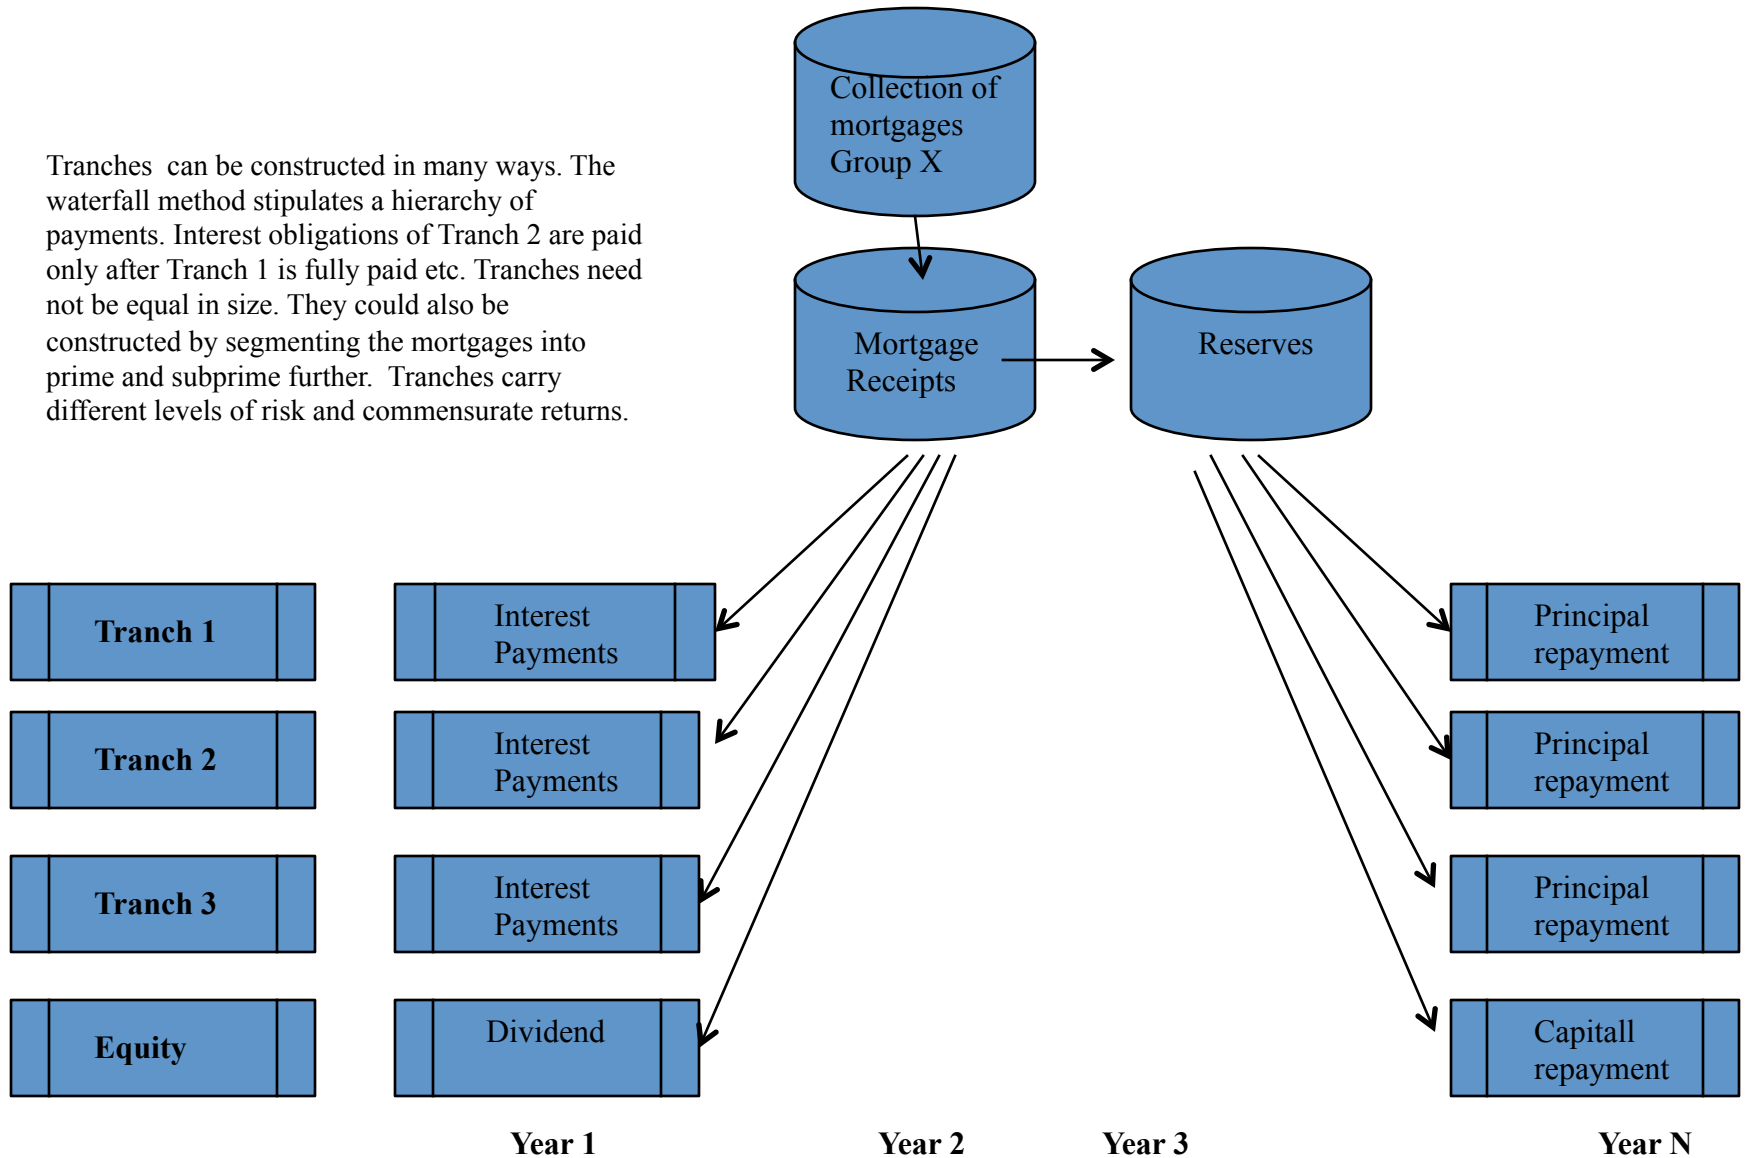 Collection of
mortgages
Group X
Tranches  can be constructed in many ways. The
waterfall method stipulates a hierarchy of
payments. Interest obligations of Tranch 2 are paid
only after Tranch 1 is fully paid etc. Tranches need
not be equal in size. They could also be
constructed by segmenting the mortgages into
prime and subprime further.  Tranches carry
different levels of risk and commensurate returns.
Mortgage
Receipts
Reserves
Tranch 1
Interest
Payments
Principal
repayment
Tranch 2
Interest
Payments
Principal
repayment
Tranch 3
Interest
Payments
Principal
repayment
Equity
Dividend
Capitall
repayment
Year 1
Year 2
Year 3
Year N